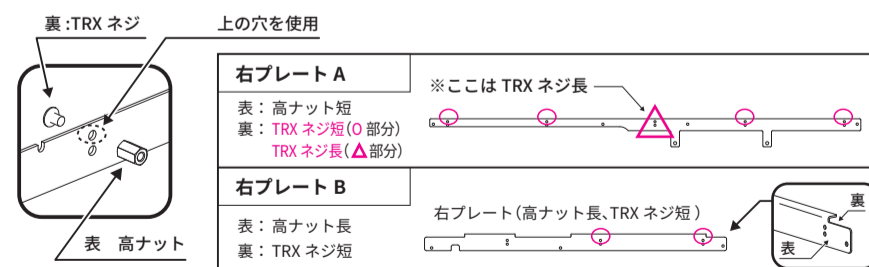 裏:TRX ネジ
上の穴を使用
表 高ナット
右プレート A
表：高ナット短
裏：TRX ネジ短(O 部分)
TRX ネジ長(△部分)
※ここは TRX ネジ長
右プレート B
表：高ナット長
裏：TRX ネジ短
右プレート(高ナット長、TRX ネジ短 )
裏
表